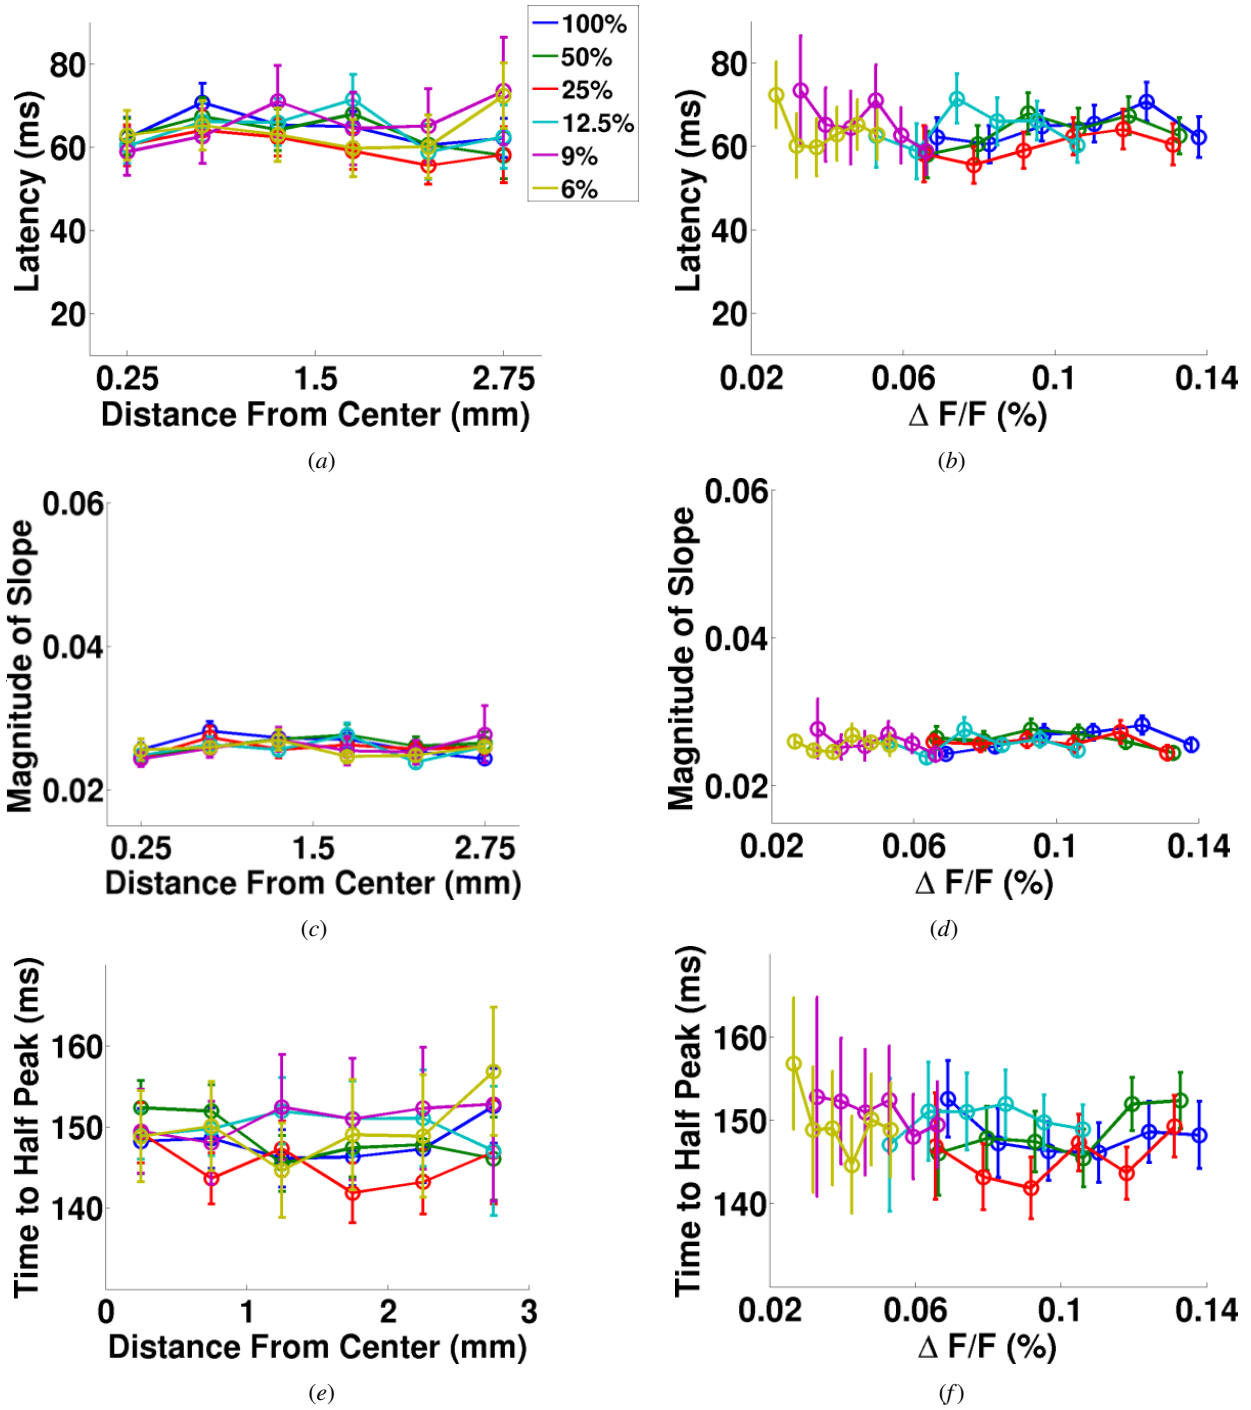 100%
50%
25%
12.5%
9%
6%
80
60
40
20
Latency (ms)
0.25 1.5 2.75
Distance From Center (mm)
(a)
80
60
40
20
Latency (ms)
0.02 0.06 0.1 0.14
Δ F/F (%)
(b)
0.06
0.04
0.02
Magnitude of Slope
0.25 1.5 2.75
Distance From Center (mm)
(c)
0.06
0.04
0.02
Magnitude of Slope
0.02 0.06 0.1 0.14
Δ F/F (%)
(d)
160
150
140
Time to Half Peak (ms)
0 1 2 3
Distance From Center (mm)
(e)
160
150
140
Time to Half Peak (ms)
0.02 0.06 0.1 0.14
Δ F/F (%)
(f)